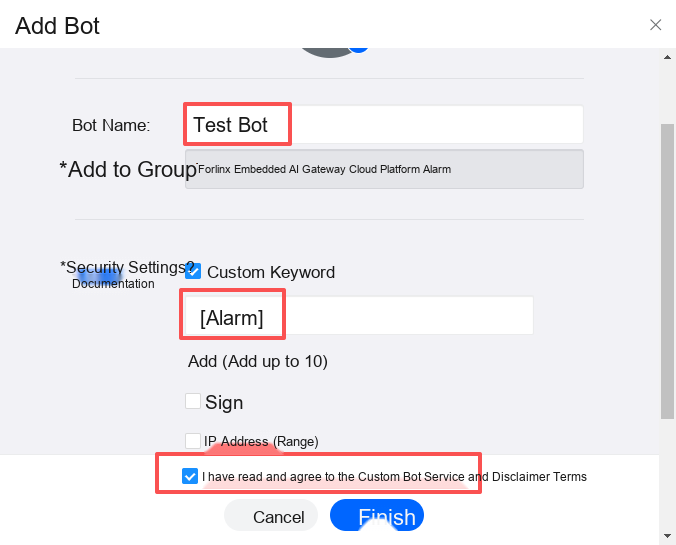 Add Bot
Bot Name:
Test Bot
*Add to Group
Forlinx Embedded AI Gateway Cloud Platform Alarm
*Security Settings?
Documentation
Custom Keyword
[Alarm]
Add (Add up to 10)
Sign
IP Address (Range)
I have read and agree to the Custom Bot Service and Disclaimer Terms
Cancel
Finish